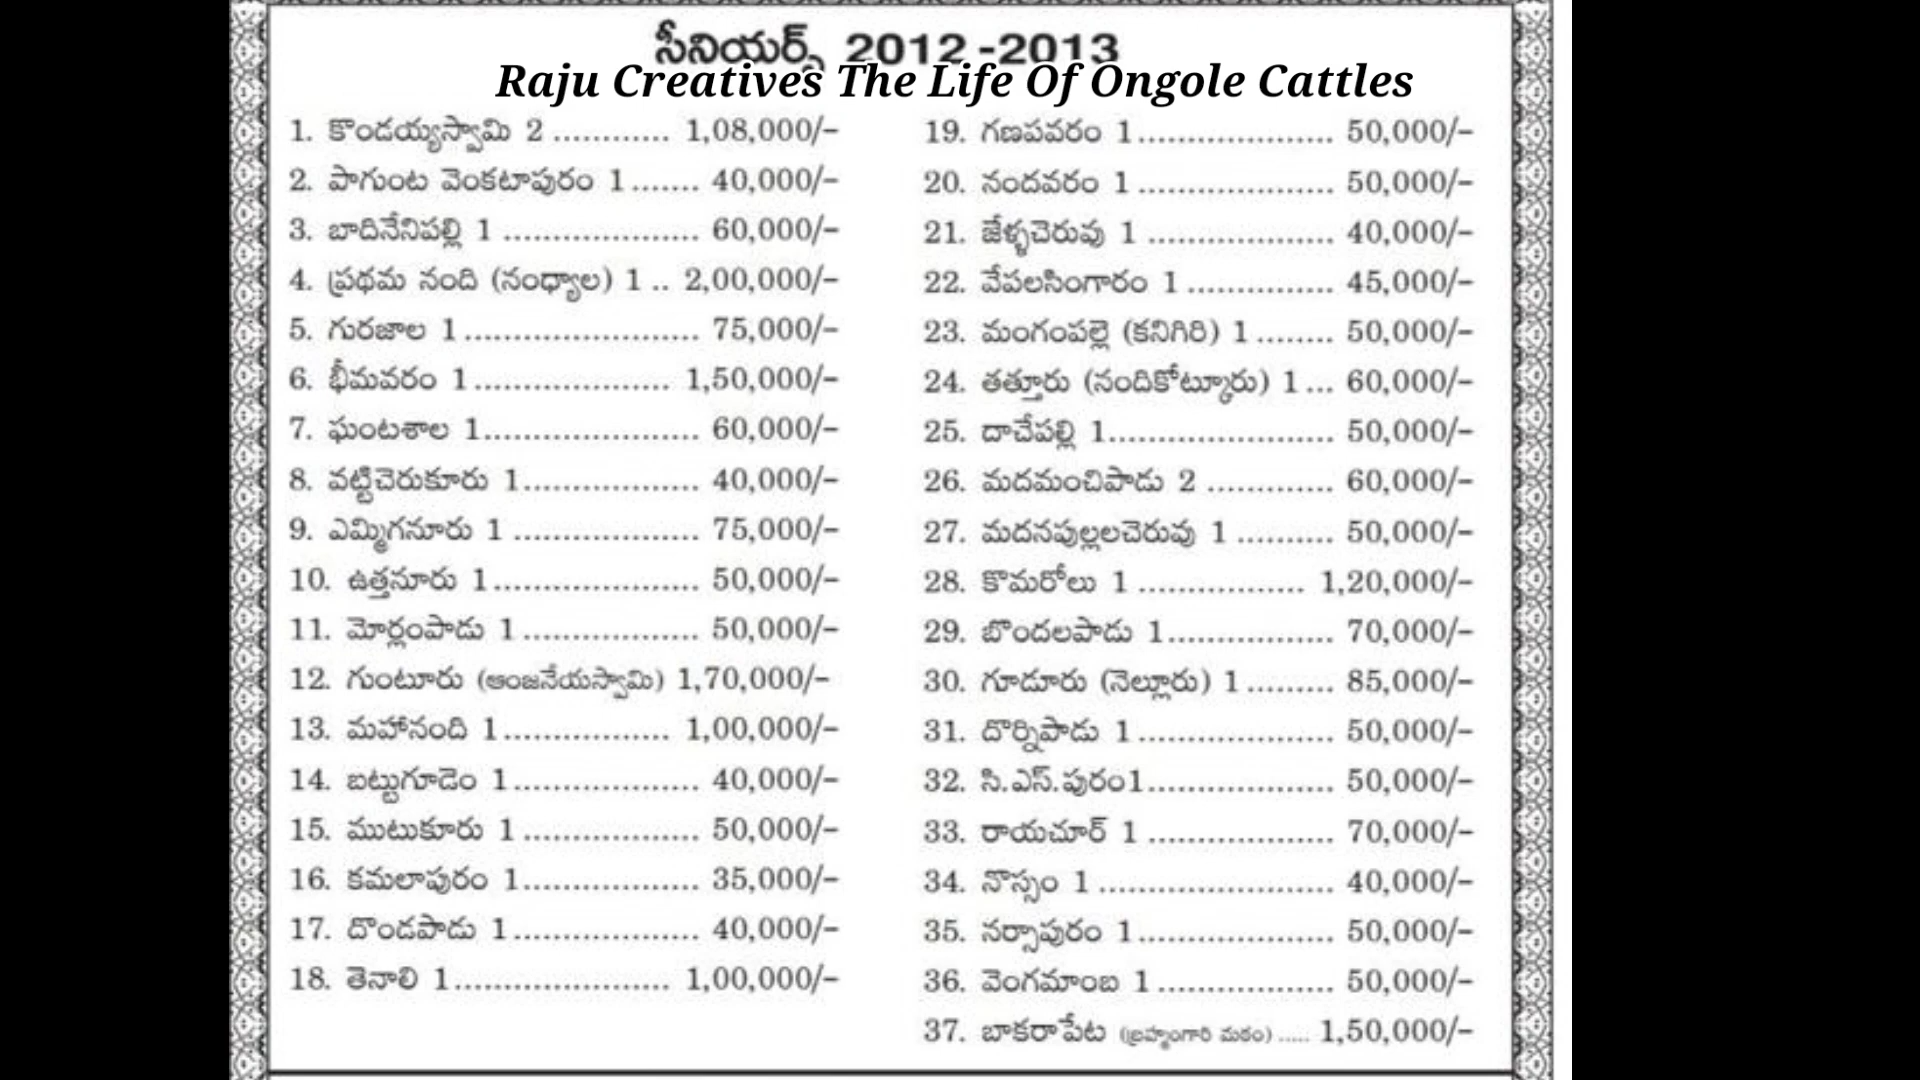 సీనియర్స్ 2012-2013
Raju Creatives The Life Of Ongole Cattles
1. కొండయ్యస్వామి 2 ............ 1,08,000/-
2. పాగుంట వెంకటాపురం 1....... 40,000/-
3. బాదినేనిపల్లి 1 .................... 60,000/-
4. ప్రథమ నంది (నంధ్యాల) 1 .. 2,00,000/-
5. గురజాల 1........................ 75,000/-
6. భీమవరం 1.................... 1,50,000/-
7. ఘంటశాల 1...................... 60,000/-
8. వట్టిచెరుకూరు 1.................. 40,000/-
9. ఎమ్మిగనూరు 1 ................... 75,000/-
10. ఉత్తనూరు 1..................... 50,000/-
11. మోర్లంపాడు 1 .................. 50,000/-
12. గుంటూరు (ఆంజనేయస్వామి) 1,70,000/-
13. మహానంది 1................. 1,00,000/-
14. బట్టుగూడెం 1................... 40,000/-
15. ముటుకూరు 1 .................. 50,000/-
16. కమలాపురం 1.................. 35,000/-
17. దొండపాడు 1................... 40,000/-
18. తెనాలి 1...................... 1,00,000/-
19. గణపవరం 1.................... 50,000/-
20. నందవరం 1 .................... 50,000/-
21. జేళ్ళచెరువు 1 ................... 40,000/-
22. వేపలసింగారం 1 ............... 45,000/-
23. మంగంపల్లె (కనిగిరి) 1 ........ 50,000/-
24. తత్తూరు (నందికోట్కూరు) 1... 60,000/-
25. దాచేపల్లి 1....................... 50,000/-
26. మదమంచిపాడు 2 ............. 60,000/-
27. మదనపుల్లలచెరువు 1 .......... 50,000/-
28. కొమరోలు 1 ................. 1,20,000/-
29. బొందలపాడు 1................. 70,000/-
30. గూడూరు (నెల్లూరు) 1......... 85,000/-
31. దొర్నిపాడు 1.................... 50,000/-
32. సి.ఎస్.పురం1................... 50,000/-
33. రాయచూర్ 1 ................... 70,000/-
34. నొస్సం 1 ........................ 40,000/-
35. నర్సాపురం 1.................... 50,000/-
36. వెంగమాంబ 1 .................. 50,000/-
37. బాకరాపేట (బ్రహ్మంగారి మఠం) ..... 1,50,000/-